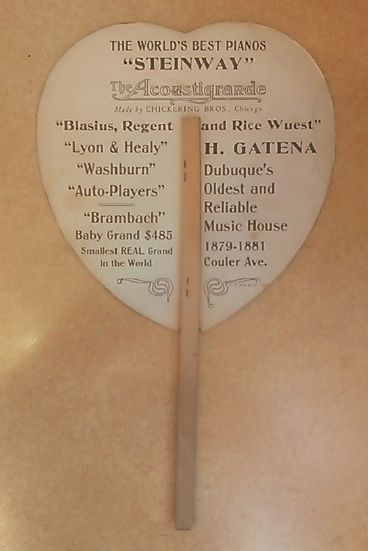 THE WORLD'S BEST PIANOS
"STEINWAY"
The Acoustigrande
Made by CHICKERING BROS., Chicago
"Blasius, Regent and Rice Wuest"
"Lyon & Healy"
"Washburn"
"Auto-Players"
"Brambach"
Baby Grand $485
Smallest REAL Grand
in the World
H. GATENA
Dubuque's
Oldest and
Reliable
Music House
1879-1881
Couler Ave.